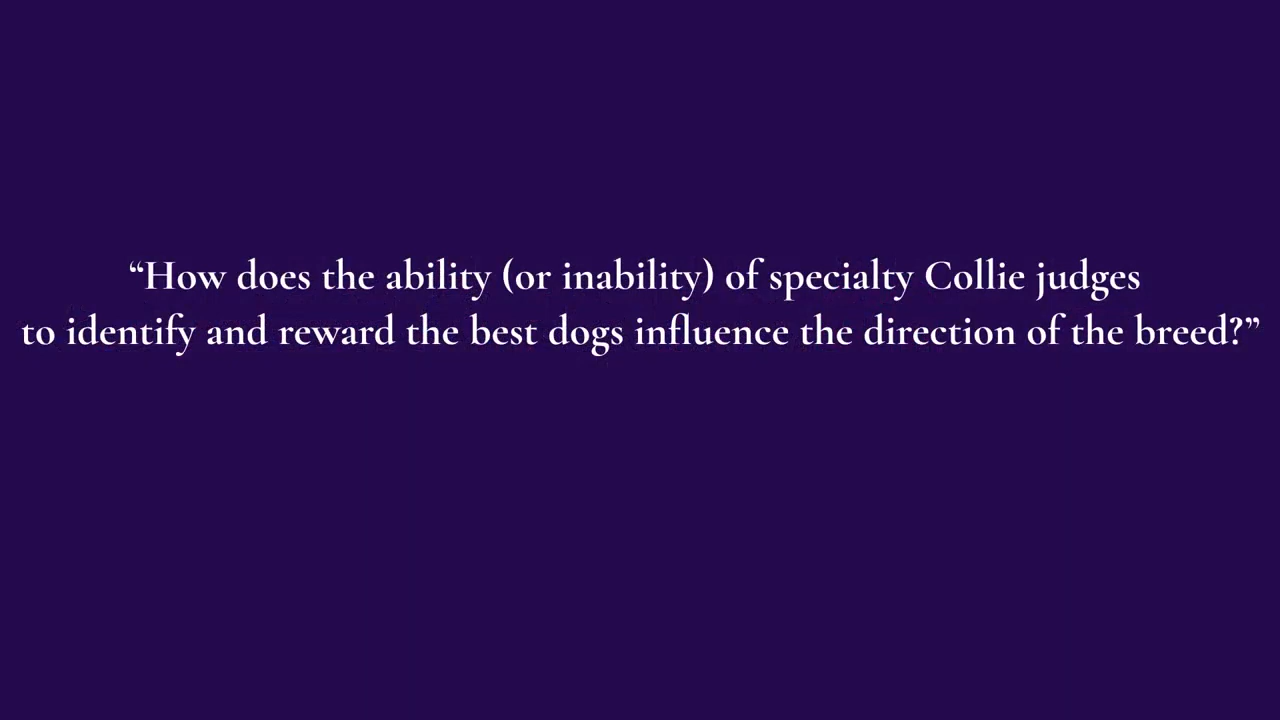 “How does the ability (or inability) of specialty Collie judges
to identify and reward the best dogs influence the direction of the breed?”